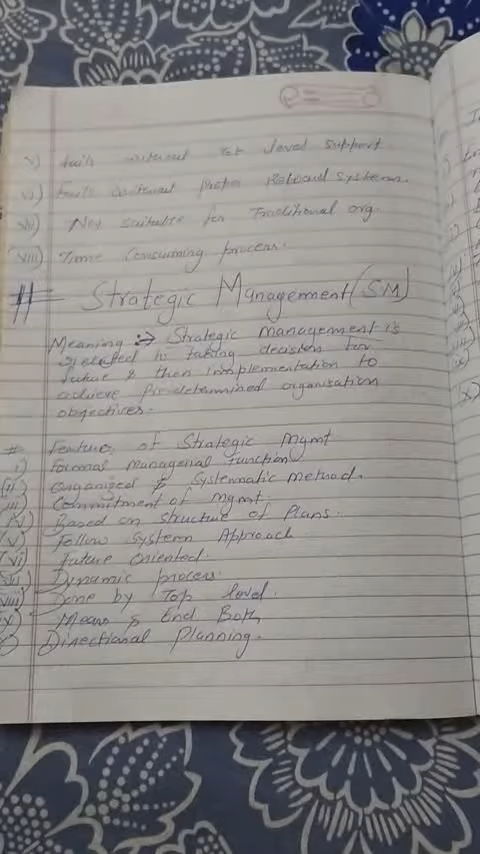 v) fails without Top level support
vi) fails without proper Reward systems.
vii) Not suitable for Traditional org.
viii) Time Consuming process.
# Strategic Management (SM)
Meaning :-> Strategic management is
related to taking decision for
future & then implementation to
achieve Pre-determined organisation
objectives.
# Features of Strategic Mgmt
i) Formal managerial function
ii) Organized & Systematic method.
iii) Commitment of mgmt.
iv) Based on structure of Plans.
v) Follow System Approach
vi) Future oriented.
vii) Dynamic process.
viii) Done by Top level.
ix) Means & End Both
x) Directional Planning.